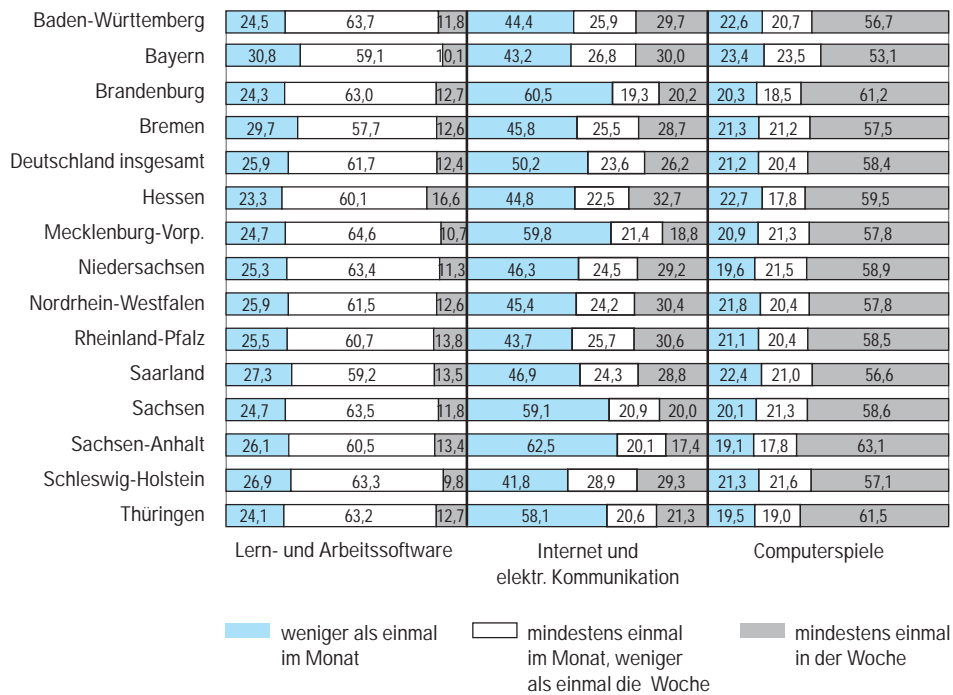 Baden-Württemberg 24,5 63,7 11,8 44,4 25,9 29,7 22,6 20,7 56,7
Bayern 30,8 59,1 10,1 43,2 26,8 30,0 23,4 23,5 53,1
Brandenburg 24,3 63,0 12,7 60,5 19,3 20,2 20,3 18,5 61,2
Bremen 29,7 57,7 12,6 45,8 25,5 28,7 21,3 21,2 57,5
Deutschland insgesamt 25,9 61,7 12,4 50,2 23,6 26,2 21,2 20,4 58,4
Hessen 23,3 60,1 16,6 44,8 22,5 32,7 22,7 17,8 59,5
Mecklenburg-Vorp. 24,7 64,6 10,7 59,8 21,4 18,8 20,9 21,3 57,8
Niedersachsen 25,3 63,4 11,3 46,3 24,5 29,2 19,6 21,5 58,9
Nordrhein-Westfalen 25,9 61,5 12,6 45,4 24,2 30,4 21,8 20,4 57,8
Rheinland-Pfalz 25,5 60,7 13,8 43,7 25,7 30,6 21,1 20,4 58,5
Saarland 27,3 59,2 13,5 46,9 24,3 28,8 22,4 21,0 56,6
Sachsen 24,7 63,5 11,8 59,1 20,9 20,0 20,1 21,3 58,6
Sachsen-Anhalt 26,1 60,5 13,4 62,5 20,1 17,4 19,1 17,8 63,1
Schleswig-Holstein 26,9 63,3 9,8 41,8 28,9 29,3 21,3 21,6 57,1
Thüringen 24,1 63,2 12,7 58,1 20,6 21,3 19,5 19,0 61,5
Lern- und Arbeitssoftware
Internet und
elektr. Kommunikation
Computerspiele
weniger als einmal
im Monat
mindestens einmal
im Monat, weniger
als einmal die Woche
mindestens einmal
in der Woche